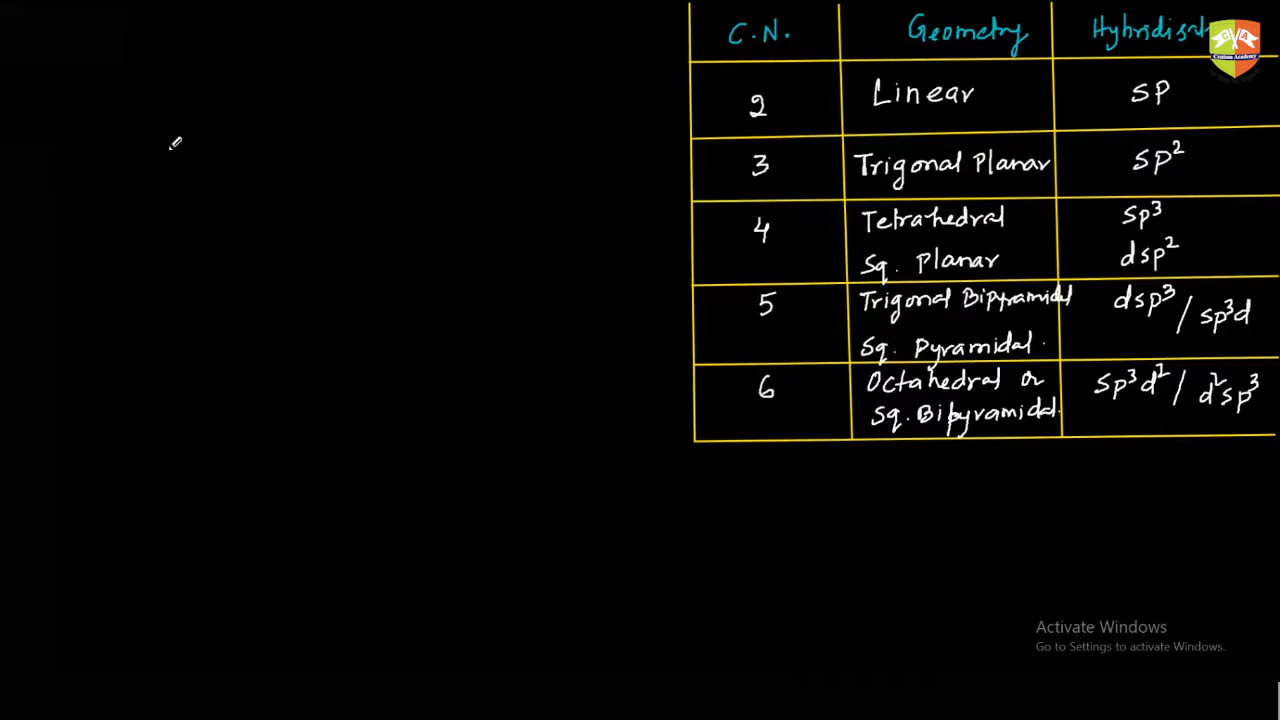 C.N. Geometry
2 Linear sp
3 Trigonal Planar sp²
4 Tetrahedral sp³
Sq. Planar dsp²
5 Trigonal Bipyramidal dsp³ / sp³d
Sq. Pyramidal.
6 Octahedral or sp³d² / d²sp³
Sq. Bipyramidal.
Activate Windows
Go to Settings to activate Windows.